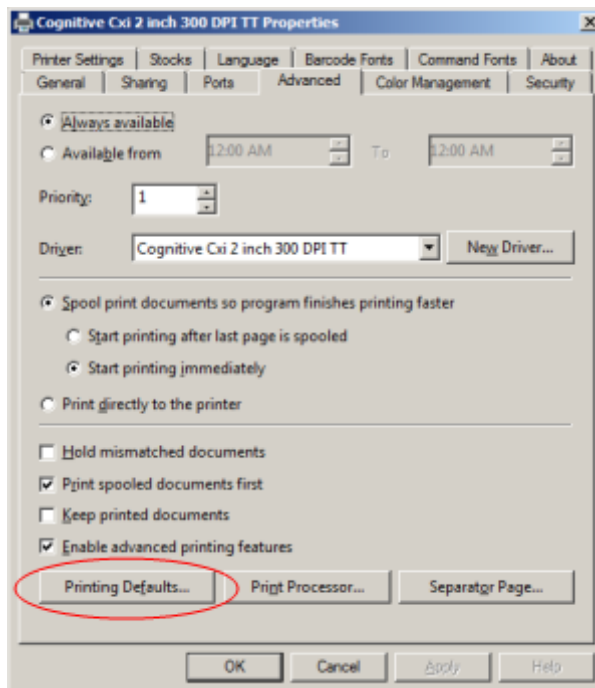 Cognitive Cxi 2 inch 300 DPI TT Properties
Printer Settings Stocks Language Barcode Fonts Command Fonts About
General Sharing Ports Advanced Color Management Security
Always available
Available from 12:00 AM To 12:00 AM
Priority: 1
Driver: Cognitive Cxi 2 inch 300 DPI TT New Driver...
Spool print documents so program finishes printing faster
Start printing after last page is spooled
Start printing immediately
Print directly to the printer
Hold mismatched documents
Print spooled documents first
Keep printed documents
Enable advanced printing features
Printing Defaults... Print Processor... Separator Page...
OK Cancel Apply Help